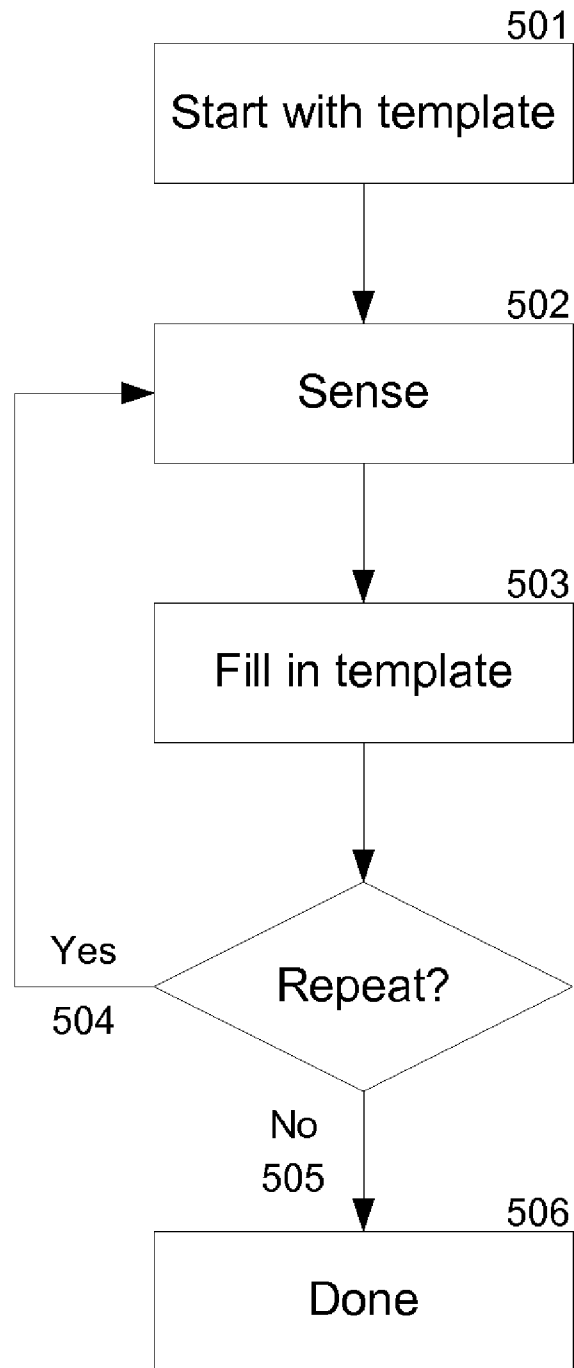 501
Start with template
502
Sense
503
Fill in template
Repeat?
Yes
504
No
505
506
Done